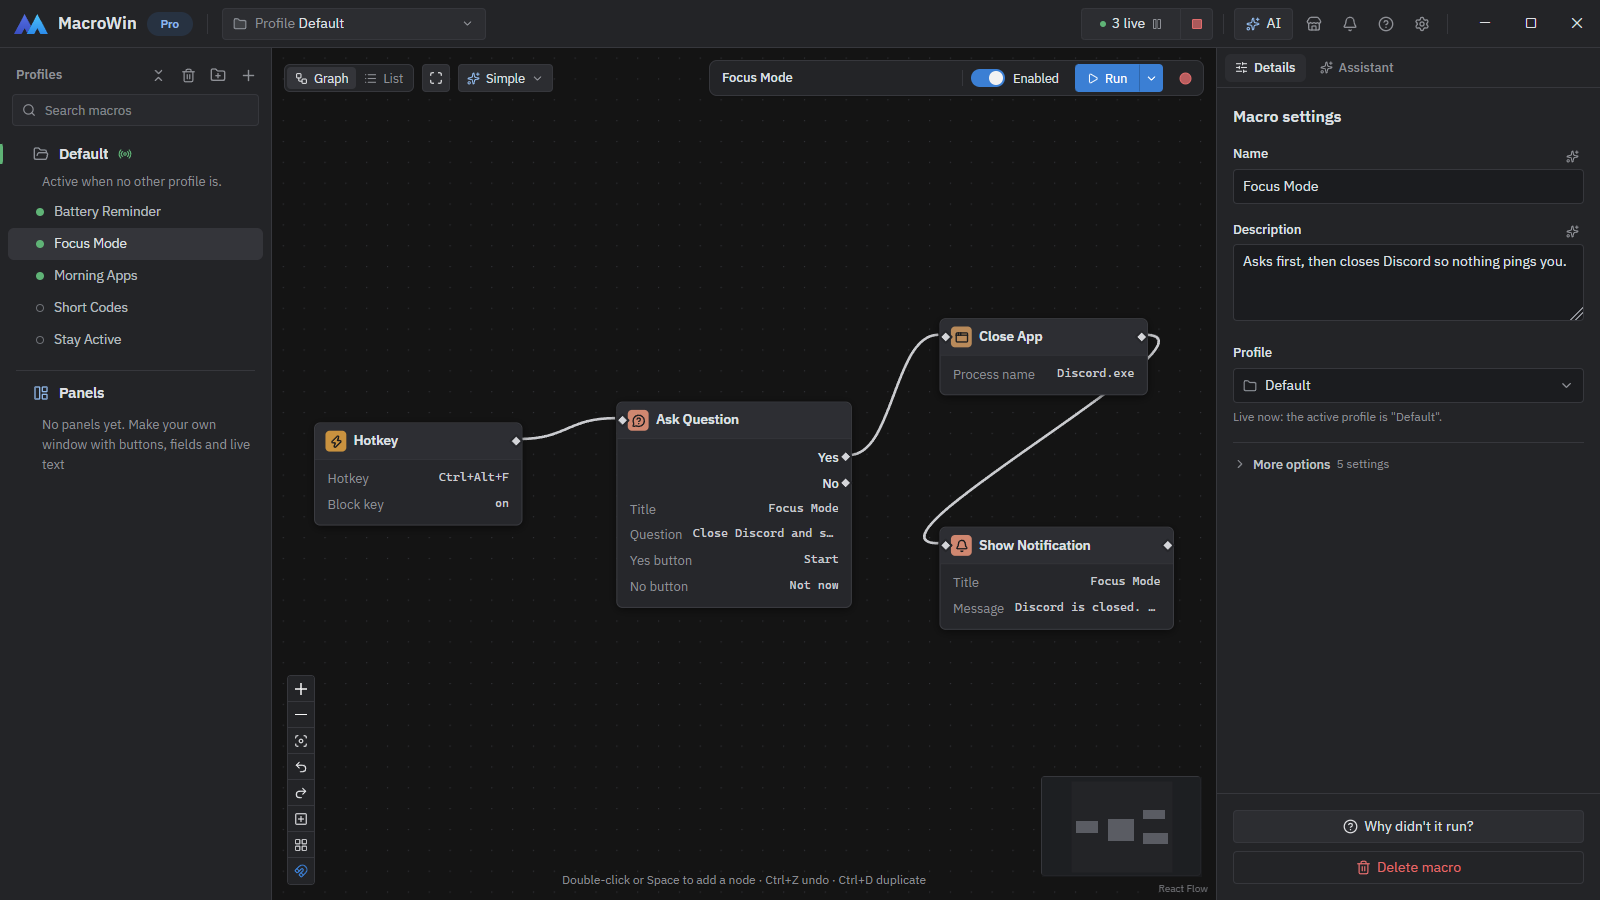 MacroWin
Pro
Profile Default
3 live
AI
Profiles
Search macros
Default
Active when no other profile is.
Battery Reminder
Focus Mode
Morning Apps
Short Codes
Stay Active
Panels
No panels yet. Make your own
window with buttons, fields and live
text
Graph
List
Simple
Focus Mode
Enabled
Run
Hotkey
Hotkey
Ctrl+Alt+F
Block key
on
Ask Question
Yes
No
Title
Focus Mode
Question
Close Discord and s…
Yes button
Start
No button
Not now
Close App
Process name
Discord.exe
Show Notification
Title
Focus Mode
Message
Discord is closed. …
Double-click or Space to add a node · Ctrl+Z undo · Ctrl+D duplicate
React Flow
Details
Assistant
Macro settings
Name
Focus Mode
Description
Asks first, then closes Discord so nothing pings you.
Profile
Default
Live now: the active profile is "Default".
More options 5 settings
Why didn't it run?
Delete macro